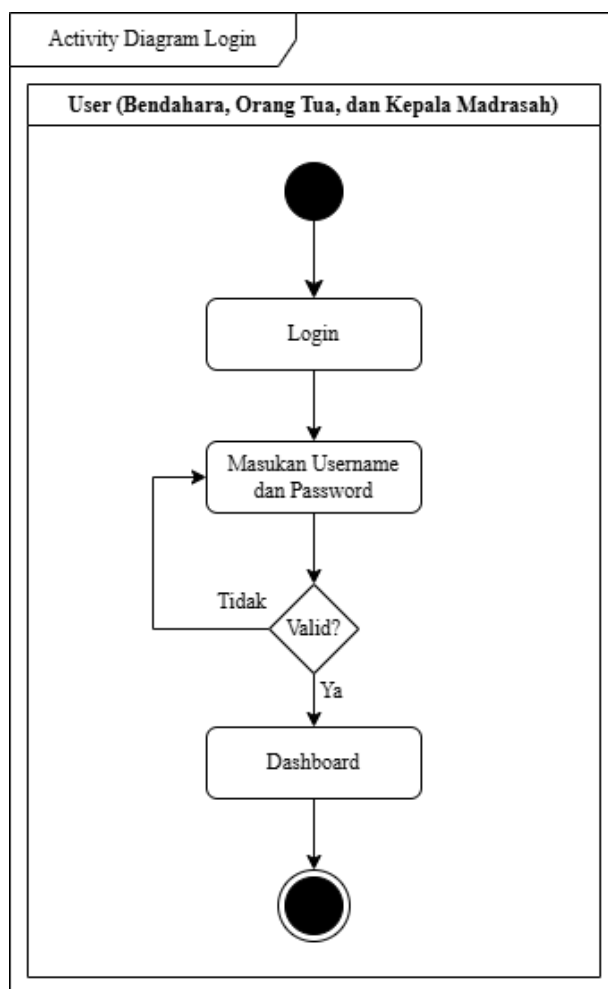 Activity Diagram Login
User (Bendahara, Orang Tua, dan Kepala Madrasah)
Login
Masukan Username
dan Password
Tidak
Valid?
Ya
Dashboard